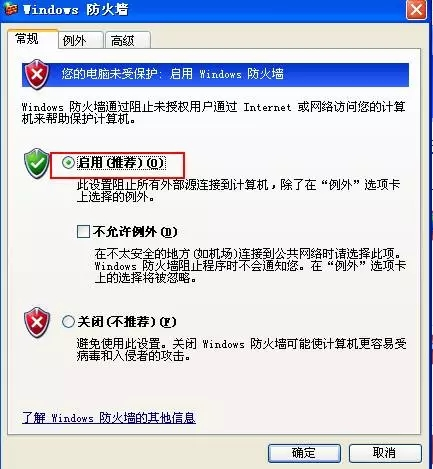 Windows 防火墙
常规 例外 高级
您的电脑未受保护: 启用 Windows 防火墙
Windows 防火墙通过阻止未授权用户通过 Internet 或网络访问您的计算
机来帮助保护计算机。
启用(推荐)(O)
此设置阻止所有外部源连接到计算机，除了在“例外”选项卡
上选择的例外。
不允许例外(D)
在不太安全的地方(如机场)连接到公共网络时请选择此项。
Windows 防火墙阻止程序时不会通知您。在“例外”选项卡
上的选择将被忽略。
关闭(不推荐)(F)
避免使用此设置。关闭 Windows 防火墙可能使计算机更容易受
病毒和入侵者的攻击。
了解 Windows 防火墙的其他信息
确定 取消